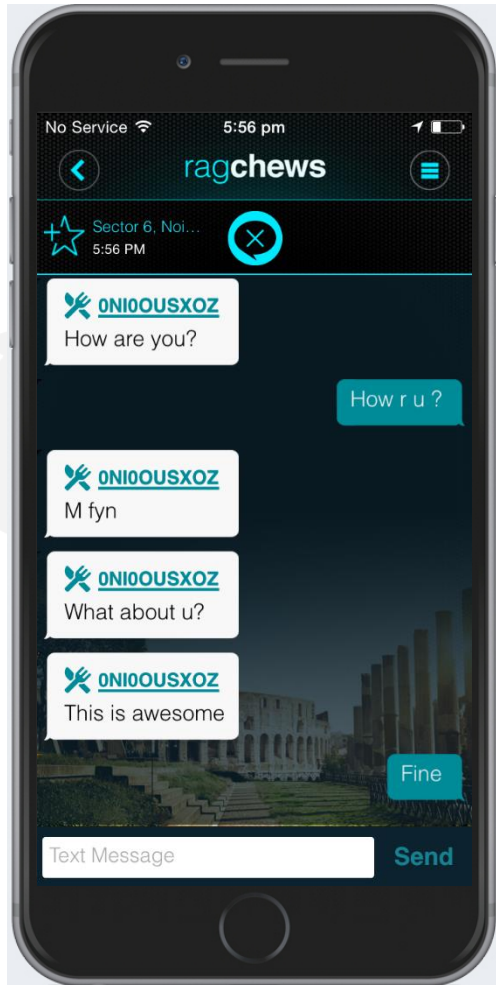 No Service 5:56 pm
ragchews
Sector 6, Noi...
5:56 PM
0NI0OUSXOZ
How are you?
How r u ?
0NI0OUSXOZ
M fyn
0NI0OUSXOZ
What about u?
0NI0OUSXOZ
This is awesome
Fine
Text Message Send